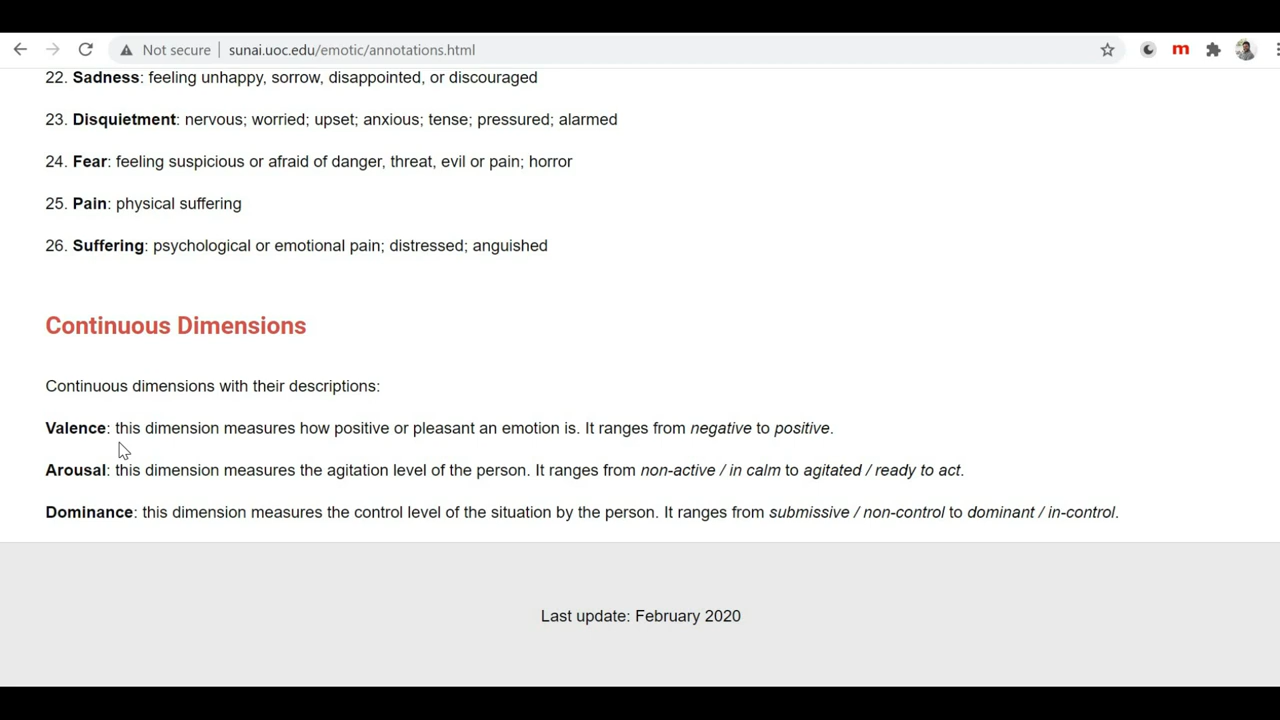 Not secure
sunai.uoc.edu/emotic/annotations.html
m
22. Sadness: feeling unhappy, sorrow, disappointed, or discouraged
23. Disquietment: nervous; worried; upset; anxious; tense; pressured; alarmed
24. Fear: feeling suspicious or afraid of danger, threat, evil or pain; horror
25. Pain: physical suffering
26. Suffering: psychological or emotional pain; distressed; anguished
Continuous Dimensions
Continuous dimensions with their descriptions:
Valence: this dimension measures how positive or pleasant an emotion is. It ranges from negative to positive.
Arousal: this dimension measures the agitation level of the person. It ranges from non-active / in calm to agitated / ready to act.
Dominance: this dimension measures the control level of the situation by the person. It ranges from submissive / non-control to dominant / in-control.
Last update: February 2020